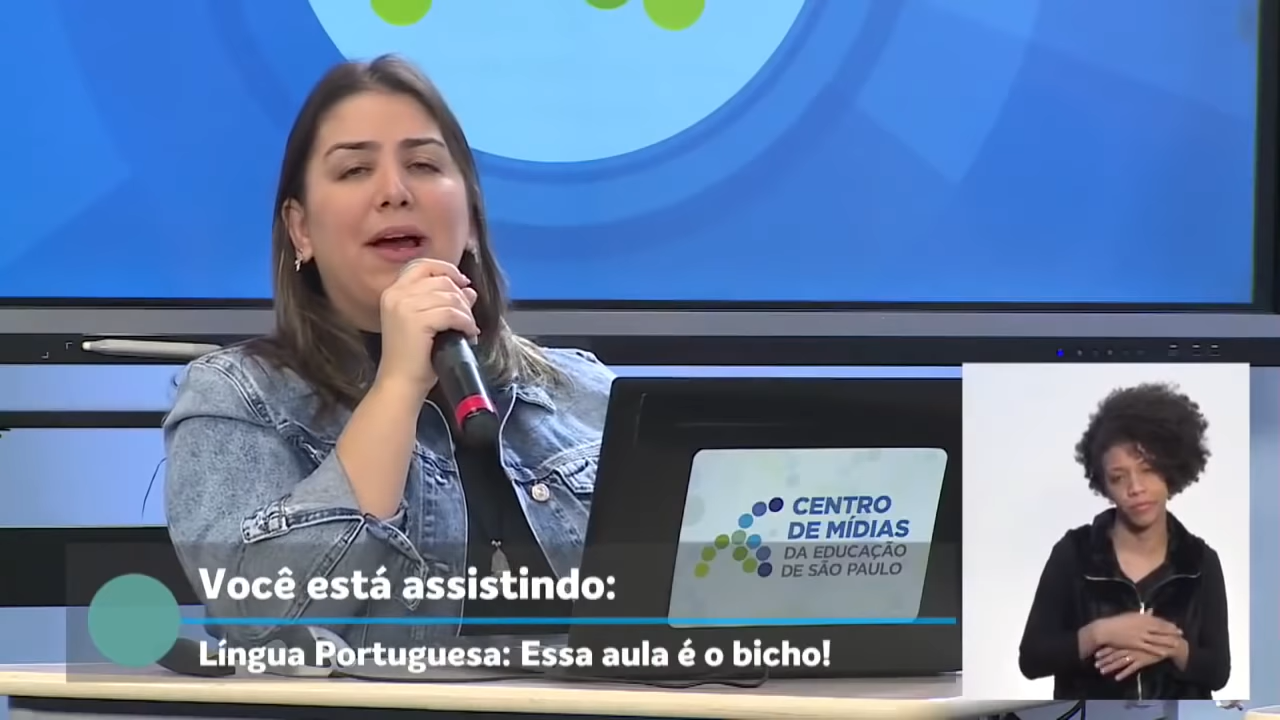 CENTRO
DE MÍDIAS
DA EDUCAÇÃO
DE SÃO PAULO
Você está assistindo:
Língua Portuguesa: Essa aula é o bicho!